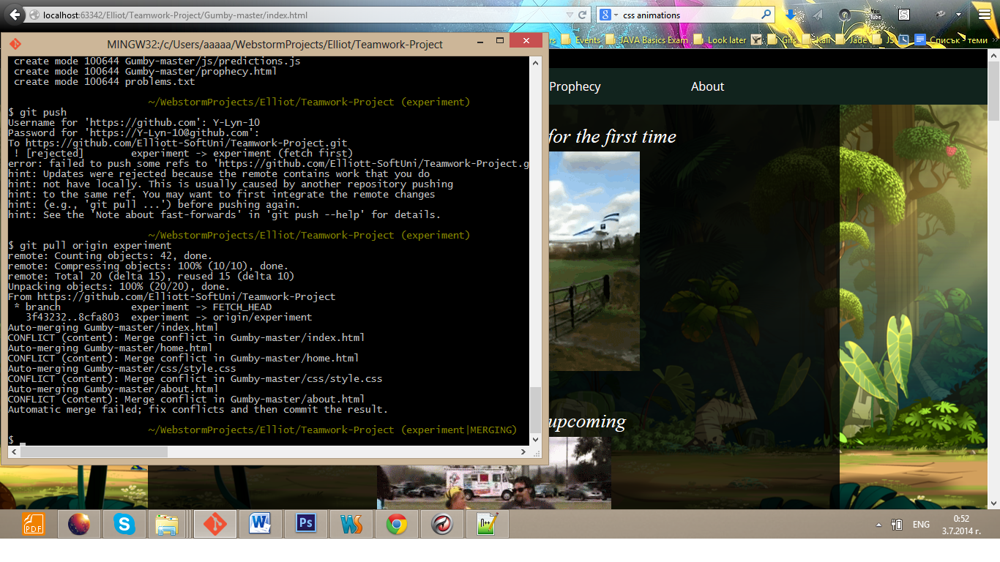 localhost:63342/Elliot/Teamwork-Project/Gumby-master/index.html
css animations
You Tube
Events JAVA Basics Exam Look later Gifs Kali Jade JS Списък - теми
MINGW32:/c/Users/aaaaa/WebstormProjects/Elliot/Teamwork-Project
create mode 100644 Gumby-master/js/predictions.js
create mode 100644 Gumby-master/prophecy.html
create mode 100644 problems.txt
~/WebstormProjects/Elliot/Teamwork-Project (experiment)
$ git push
Username for 'https://github.com': Y-Lyn-10
Password for 'https://Y-Lyn-10@github.com':
To https://github.com/Elliott-SoftUni/Teamwork-Project.git
! [rejected] experiment -> experiment (fetch first)
error: failed to push some refs to 'https://github.com/Elliott-SoftUni/Teamwork-Project.g
hint: Updates were rejected because the remote contains work that you do
hint: not have locally. This is usually caused by another repository pushing
hint: to the same ref. You may want to first integrate the remote changes
hint: (e.g., 'git pull ...') before pushing again.
hint: See the 'Note about fast-forwards' in 'git push --help' for details.
~/WebstormProjects/Elliot/Teamwork-Project (experiment)
$ git pull origin experiment
remote: Counting objects: 42, done.
remote: Compressing objects: 100% (10/10), done.
remote: Total 20 (delta 15), reused 15 (delta 10)
Unpacking objects: 100% (20/20), done.
From https://github.com/Elliott-SoftUni/Teamwork-Project
* branch experiment -> FETCH_HEAD
3f43232..8cfa803 experiment -> origin/experiment
Auto-merging Gumby-master/index.html
CONFLICT (content): Merge conflict in Gumby-master/index.html
Auto-merging Gumby-master/home.html
CONFLICT (content): Merge conflict in Gumby-master/home.html
Auto-merging Gumby-master/css/style.css
CONFLICT (content): Merge conflict in Gumby-master/css/style.css
Auto-merging Gumby-master/about.html
CONFLICT (content): Merge conflict in Gumby-master/about.html
Automatic merge failed; fix conflicts and then commit the result.
~/WebstormProjects/Elliot/Teamwork-Project (experiment|MERGING)
$
Prophecy About
for the first time
upcoming
PDF
ENG
0:52
3.7.2014 г.